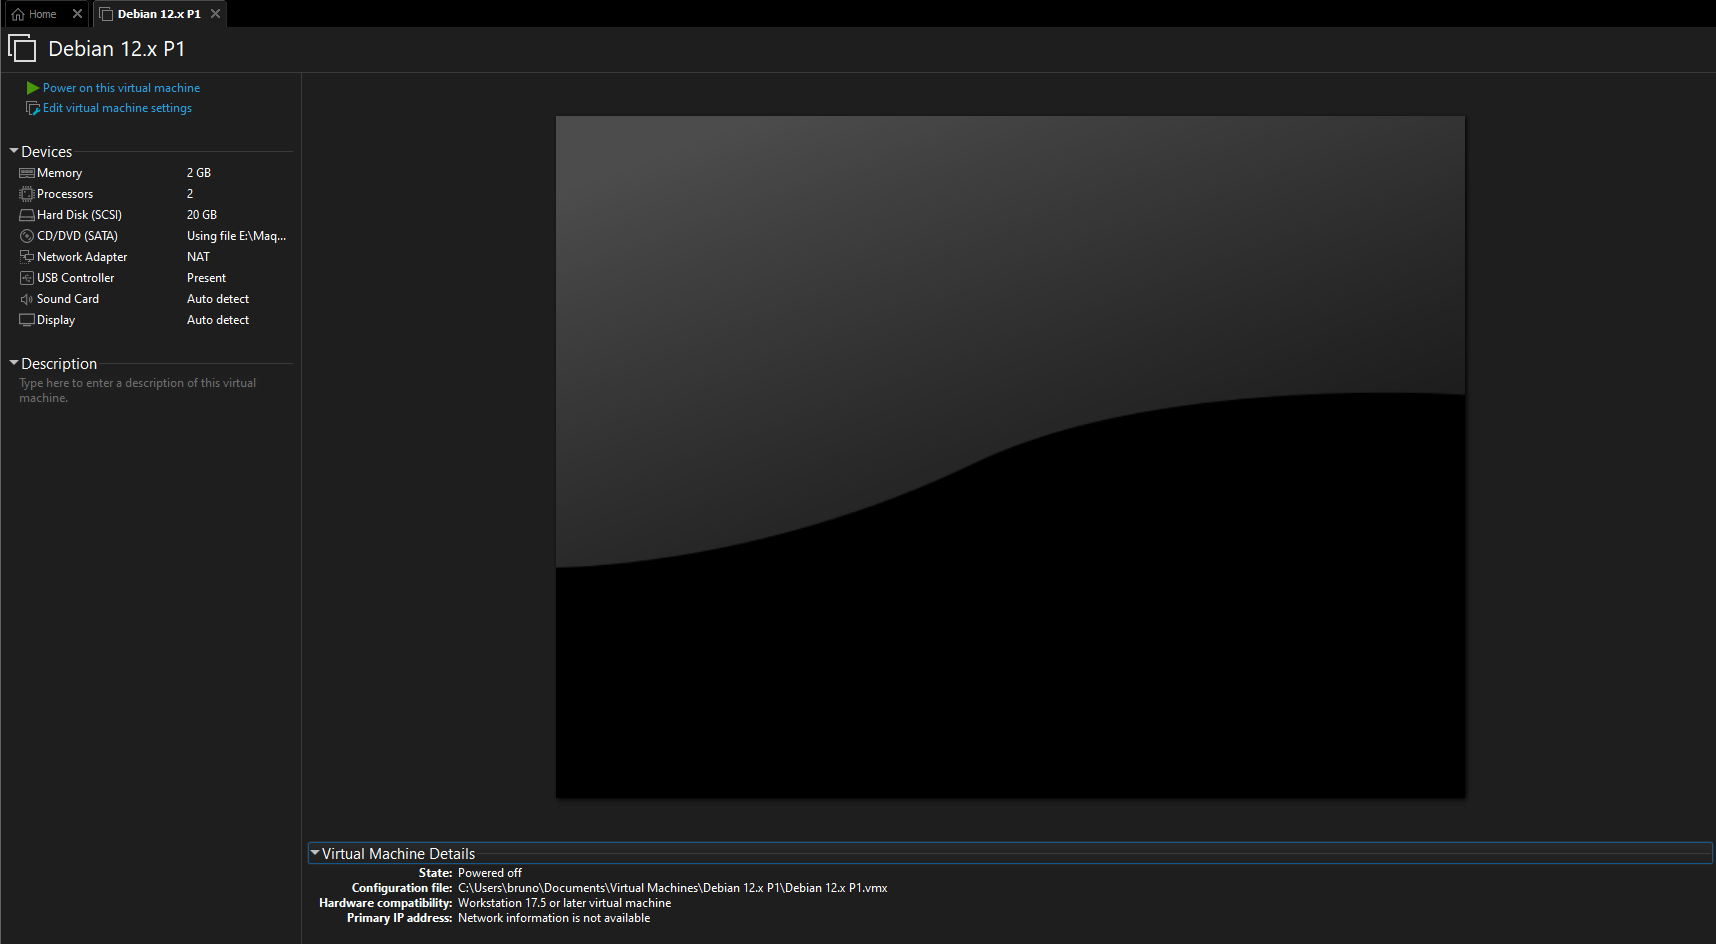 Home
Debian 12.x P1
Debian 12.x P1
Power on this virtual machine
Edit virtual machine settings
Devices
Memory 2 GB
Processors 2
Hard Disk (SCSI) 20 GB
CD/DVD (SATA) Using file E:\Maq...
Network Adapter NAT
USB Controller Present
Sound Card Auto detect
Display Auto detect
Description
Type here to enter a description of this virtual
machine.
Virtual Machine Details
State: Powered off
Configuration file: C:\Users\bruno\Documents\Virtual Machines\Debian 12.x P1\Debian 12.x P1.vmx
Hardware compatibility: Workstation 17.5 or later virtual machine
Primary IP address: Network information is not available